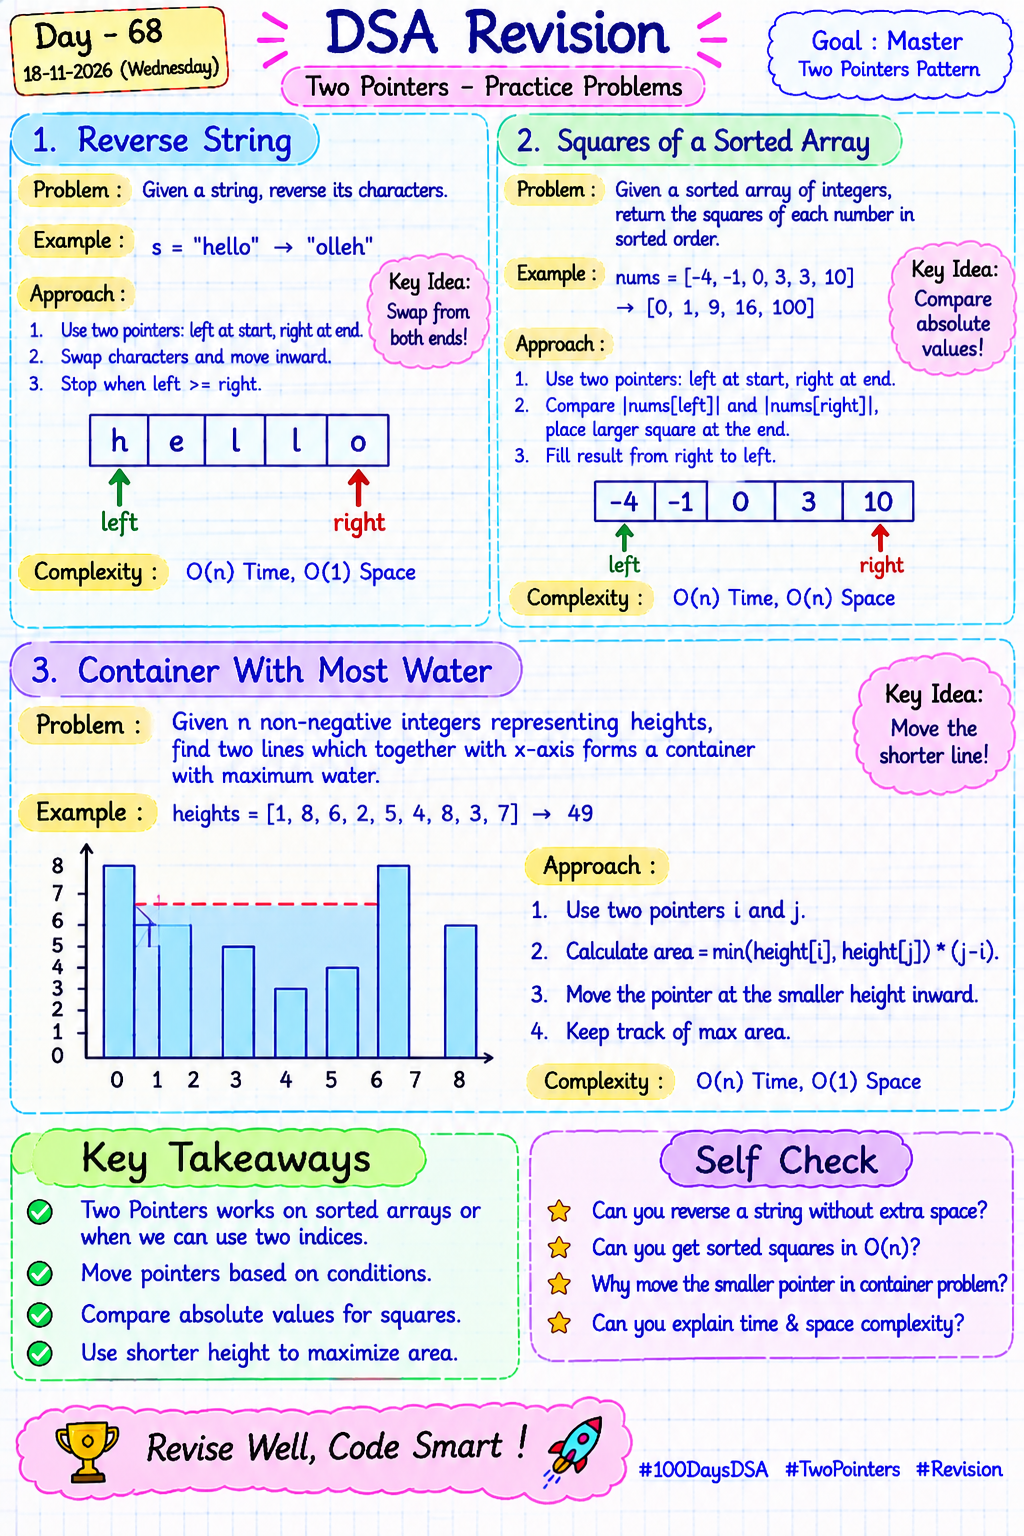 Day - 68
18-11-2026 (Wednesday)
DSA Revision
Two Pointers – Practice Problems
Goal : Master
Two Pointers Pattern
1. Reverse String
Problem : Given a string, reverse its characters.
Example : s = "hello" → "olleh"
Approach :
1. Use two pointers: left at start, right at end.
2. Swap characters and move inward.
3. Stop when left >= right.
Key Idea:
Swap from
both ends!
h e l l o
left right
Complexity : O(n) Time, O(1) Space
2. Squares of a Sorted Array
Problem : Given a sorted array of integers,
return the squares of each number in
sorted order.
Example : nums = [-4, -1, 0, 3, 3, 10]
→ [0, 1, 9, 16, 100]
Key Idea:
Compare
absolute
values!
Approach :
1. Use two pointers: left at start, right at end.
2. Compare |nums[left]| and |nums[right]|,
place larger square at the end.
3. Fill result from right to left.
-4 -1 0 3 10
left right
Complexity : O(n) Time, O(n) Space
3. Container With Most Water
Problem : Given n non-negative integers representing heights,
find two lines which together with x-axis forms a container
with maximum water.
Key Idea:
Move the
shorter line!
Example : heights = [1, 8, 6, 2, 5, 4, 8, 3, 7] → 49
8
7
6
5
4
3
2
1
0
0 1 2 3 4 5 6 7 8
Approach :
1. Use two pointers i and j.
2. Calculate area = min(height[i], height[j]) * (j-i).
3. Move the pointer at the smaller height inward.
4. Keep track of max area.
Complexity : O(n) Time, O(1) Space
Key Takeaways
Two Pointers works on sorted arrays or
when we can use two indices.
Move pointers based on conditions.
Compare absolute values for squares.
Use shorter height to maximize area.
Self Check
Can you reverse a string without extra space?
Can you get sorted squares in O(n)?
Why move the smaller pointer in container problem?
Can you explain time & space complexity?
Revise Well, Code Smart !
#100DaysDSA #TwoPointers #Revision